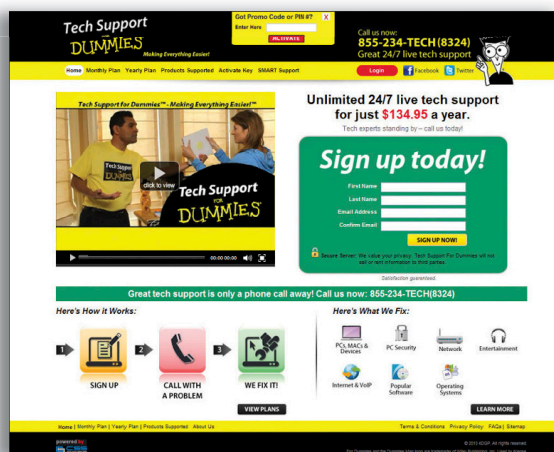 Tech Support
FOR
DUMMIES
Making Everything Easier!
Got Promo Code or PIN #? X
Enter Here
ACTIVATE
Call us now:
855-234-TECH(8324)
Great 24/7 live tech support
Home Monthly Plan Yearly Plan Products Supported Activate Key SMART Support
Login Facebook Twitter
Tech Support for Dummies™ - Making Everything Easier!™
Tech Support
FOR
DUMMIES
click to view
Tech Support
FOR
DUMMIES
00:00:00:00
Unlimited 24/7 live tech support
for just $134.95 a year.
Tech experts standing by – call us today!
Sign up today!
First Name
Last Name
Email Address
Confirm Email
SIGN UP NOW!
Secure Server: We value your privacy. Tech Support For Dummies will not
sell or rent information to third parties.
Satisfaction guaranteed.
Great tech support is only a phone call away! Call us now: 855-234-TECH(8324)
Here's How it Works:
1
SIGN UP
2
CALL WITH
A PROBLEM
3
WE FIX IT!
VIEW PLANS
Here's What We Fix:
PCs, MACs &
Devices
PC Security
Network
Entertainment
Internet & VoIP
Popular
Software
Operating
Systems
LEARN MORE
Home | Monthly Plan | Yearly Plan | Products Supported About Us
Terms & Conditions Privacy Policy FAQs | Sitemap
powered by
All rights reserved